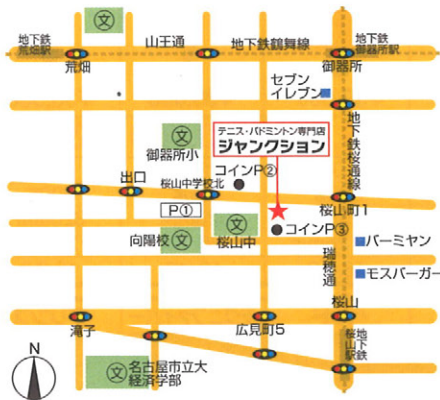 文
地下鉄
荒畑駅
山王通
地下鉄鶴舞線
地下鉄
御器所駅
荒畑
御器所
セブン
イレブン
文
御器所小
テニス・バドミントン専門店
ジャンクション
地下鉄桜通線
出口
桜山中学校北
コインP②
桜山町1
P①
文
向陽校
文
桜山中
コインP③
瑞穂通
バーミヤン
モスバーガー
滝子
広見町5
桜山
地下鉄
桜山駅
N
文
名古屋市立大
経済学部